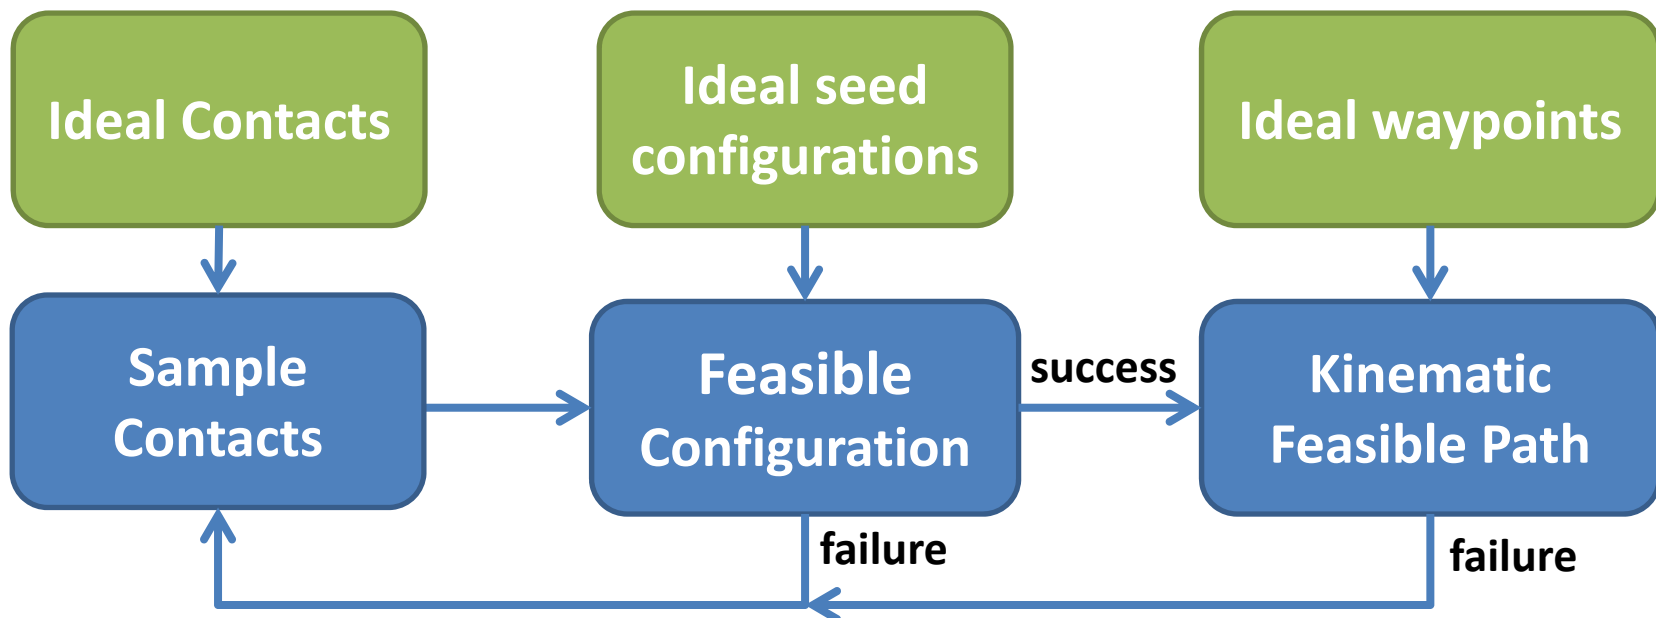 Ideal Contacts
Ideal seed
configurations
Ideal waypoints
Sample
Contacts
Feasible
Configuration
success
Kinematic
Feasible Path
failure
failure